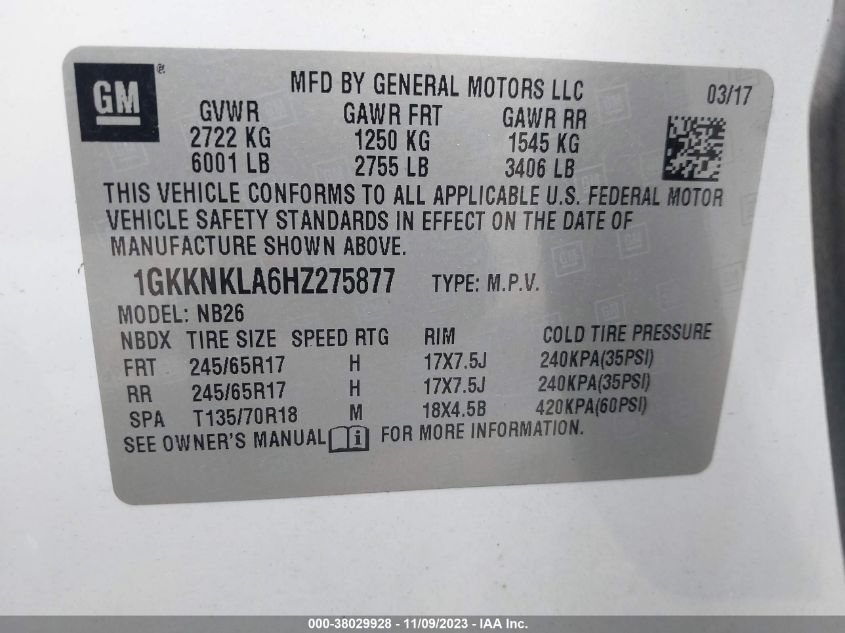 GM ®
MFD BY GENERAL MOTORS LLC 03/17
GVWR GAWR FRT GAWR RR
2722 KG 1250 KG 1545 KG
6001 LB 2755 LB 3406 LB
THIS VEHICLE CONFORMS TO ALL APPLICABLE U.S. FEDERAL MOTOR
VEHICLE SAFETY STANDARDS IN EFFECT ON THE DATE OF
MANUFACTURE SHOWN ABOVE.
1GKKNKLA6HZ275877 TYPE: M.P.V.
MODEL: NB26
NBDX TIRE SIZE SPEED RTG RIM COLD TIRE PRESSURE
FRT 245/65R17 H 17X7.5J 240KPA(35PSI)
RR 245/65R17 H 17X7.5J 240KPA(35PSI)
SPA T135/70R18 M 18X4.5B 420KPA(60PSI)
SEE OWNER'S MANUAL i FOR MORE INFORMATION.
000-38029928 - 11/09/2023 - IAAI Inc.